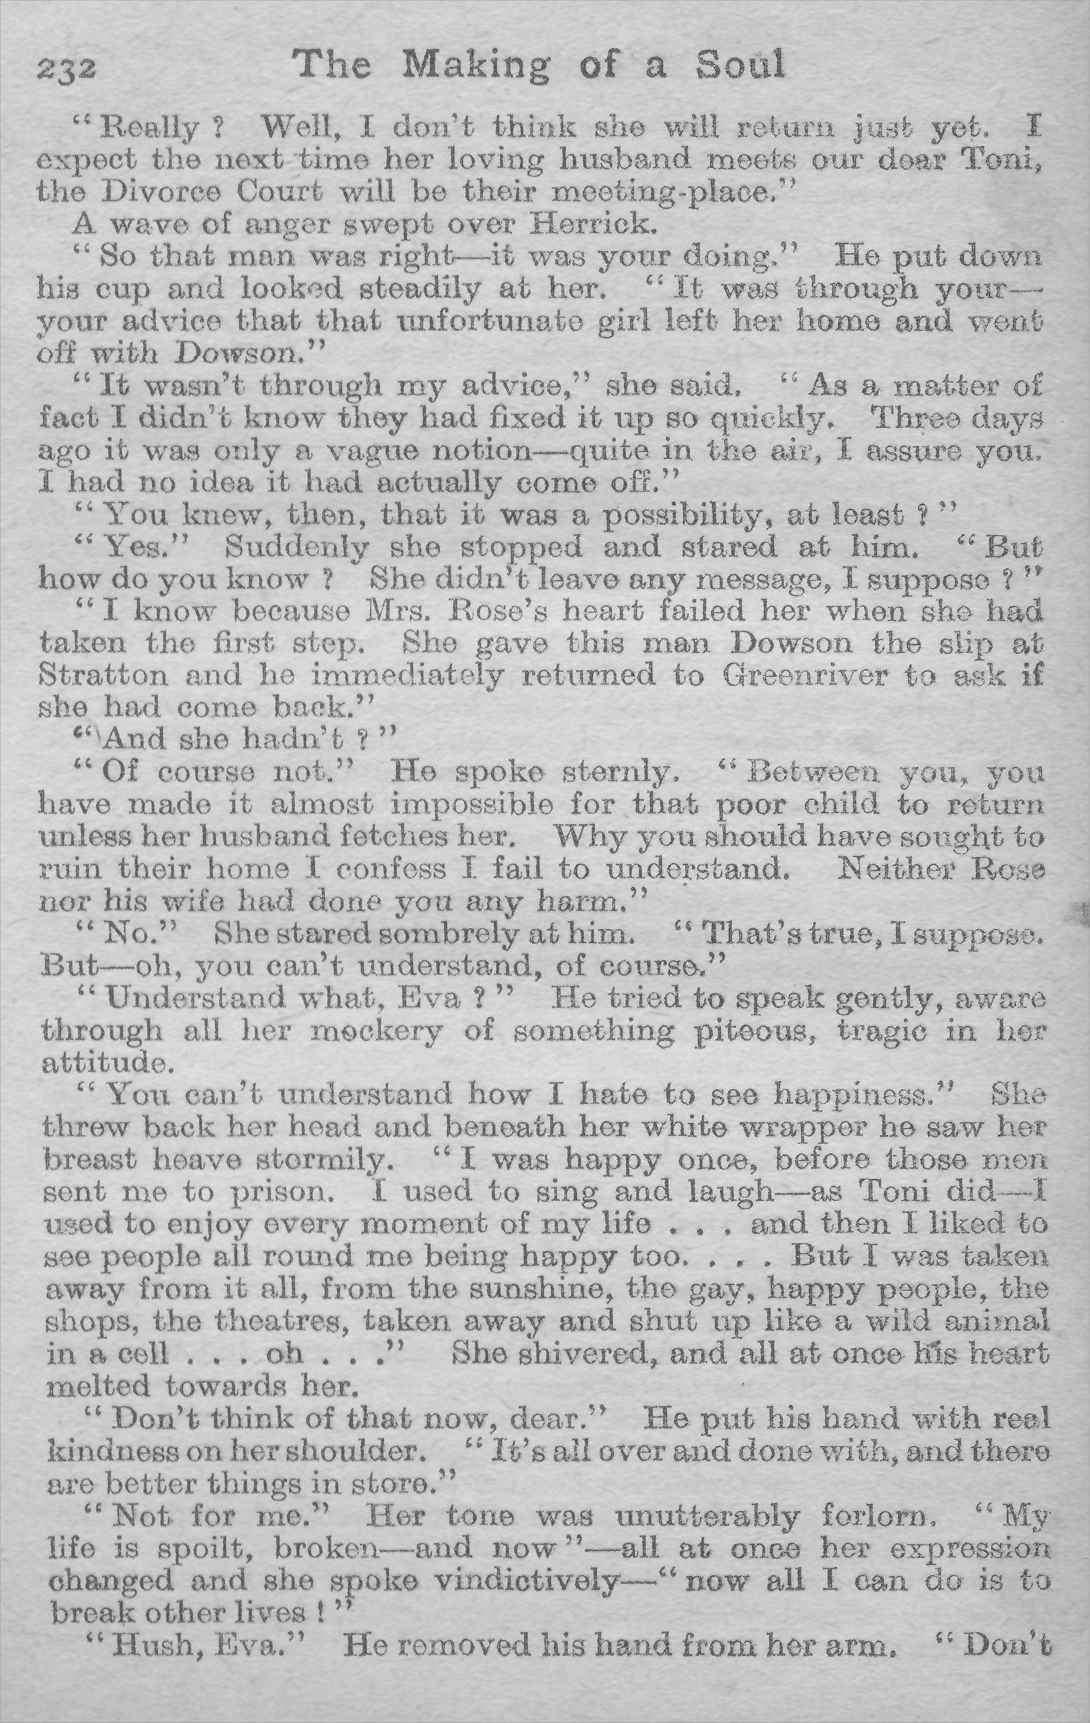 232 The Making of a Soul
“Really ? Well, I don’t think she will return just yet. I
expect the next time her loving husband meets our dear Toni,
the Divorce Court will be their meeting-place.”
A wave of anger swept over Herrick.
“So that man was right—it was your doing.” He put down
his cup and looked steadily at her. “It was through your—
your advice that that unfortunate girl left her home and went
off with Dowson.”
“It wasn’t through my advice,” she said. “As a matter of
fact I didn’t know they had fixed it up so quickly. Three days
ago it was only a vague notion—quite in the air, I assure you.
I had no idea it had actually come off.”
“You knew, then, that it was a possibility, at least ? ”
“Yes.” Suddenly she stopped and stared at him. “But
how do you know ? She didn’t leave any message, I suppose ? ”
“I know because Mrs. Rose’s heart failed her when she had
taken the first step. She gave this man Dowson the slip at
Stratton and he immediately returned to Greenriver to ask if
she had come back.”
“And she hadn’t ? ”
“Of course not.” He spoke sternly. “Between you, you
have made it almost impossible for that poor child to return
unless her husband fetches her. Why you should have sought to
ruin their home I confess I fail to understand. Neither Rose
nor his wife had done you any harm.”
“No.” She stared sombrely at him. “That’s true, I suppose.
But—oh, you can’t understand, of course.”
“Understand what, Eva ? ” He tried to speak gently, aware
through all her mockery of something piteous, tragic in her
attitude.
“You can’t understand how I hate to see happiness.” She
threw back her head and beneath her white wrapper he saw her
breast heave stormily. “I was happy once, before those men
sent me to prison. I used to sing and laugh—as Toni did—I
used to enjoy every moment of my life . . . and then I liked to
see people all round me being happy too. . . . But I was taken
away from it all, from the sunshine, the gay, happy people, the
shops, the theatres, taken away and shut up like a wild animal
in a cell . . . oh . . .” She shivered, and all at once his heart
melted towards her.
“Don’t think of that now, dear.” He put his hand with real
kindness on her shoulder. “It’s all over and done with, and there
are better things in store.”
“Not for me.” Her tone was unutterably forlorn. “My
life is spoilt, broken—and now ”—all at once her expression
changed and she spoke vindictively—“now all I can do is to
break other lives ! ”
“Hush, Eva.” He removed his hand from her arm. “Don’t